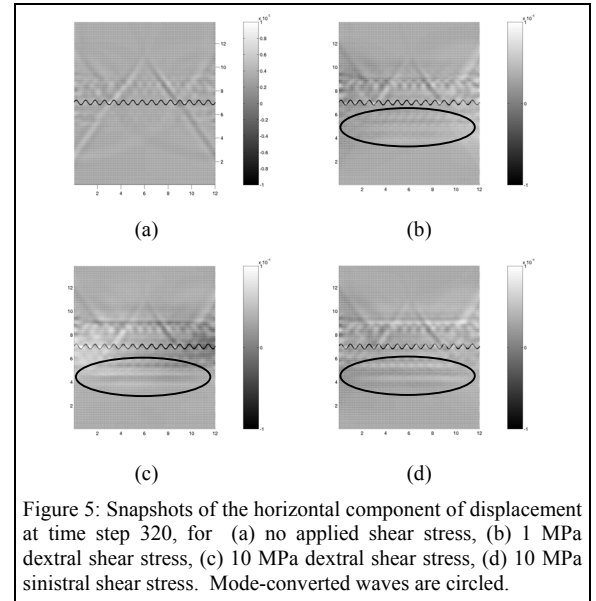 (a)
(b)
(c)
(d)
Figure 5: Snapshots of the horizontal component of displacement
at time step 320, for (a) no applied shear stress, (b) 1 MPa
dextral shear stress, (c) 10 MPa dextral shear stress, (d) 10 MPa
sinistral shear stress. Mode-converted waves are circled.